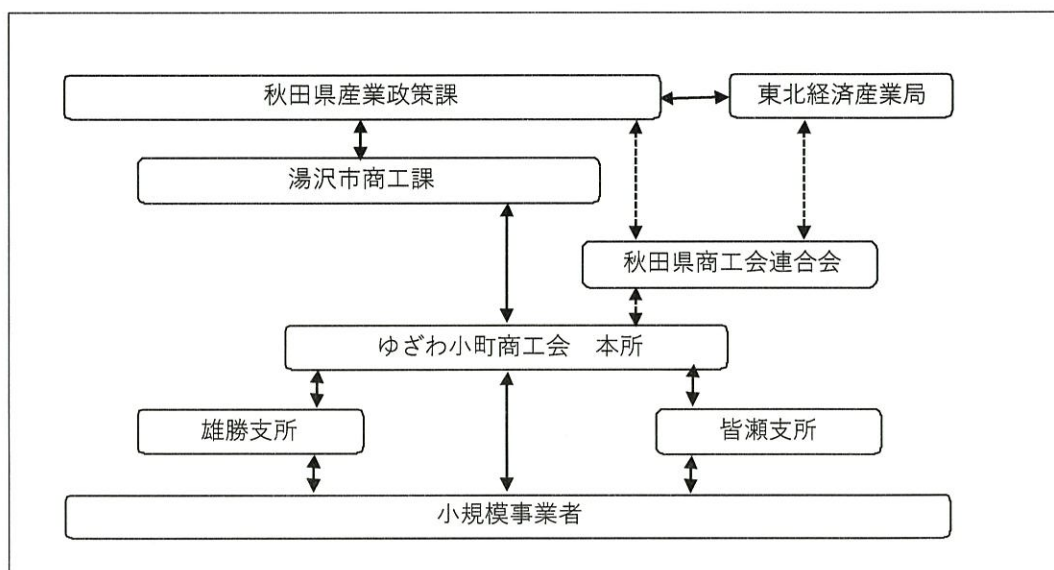 秋田県産業政策課
東北経済産業局
湯沢市商工課
秋田県商工会連合会
ゆざわ小町商工会　本所
雄勝支所
皆瀬支所
小規模事業者